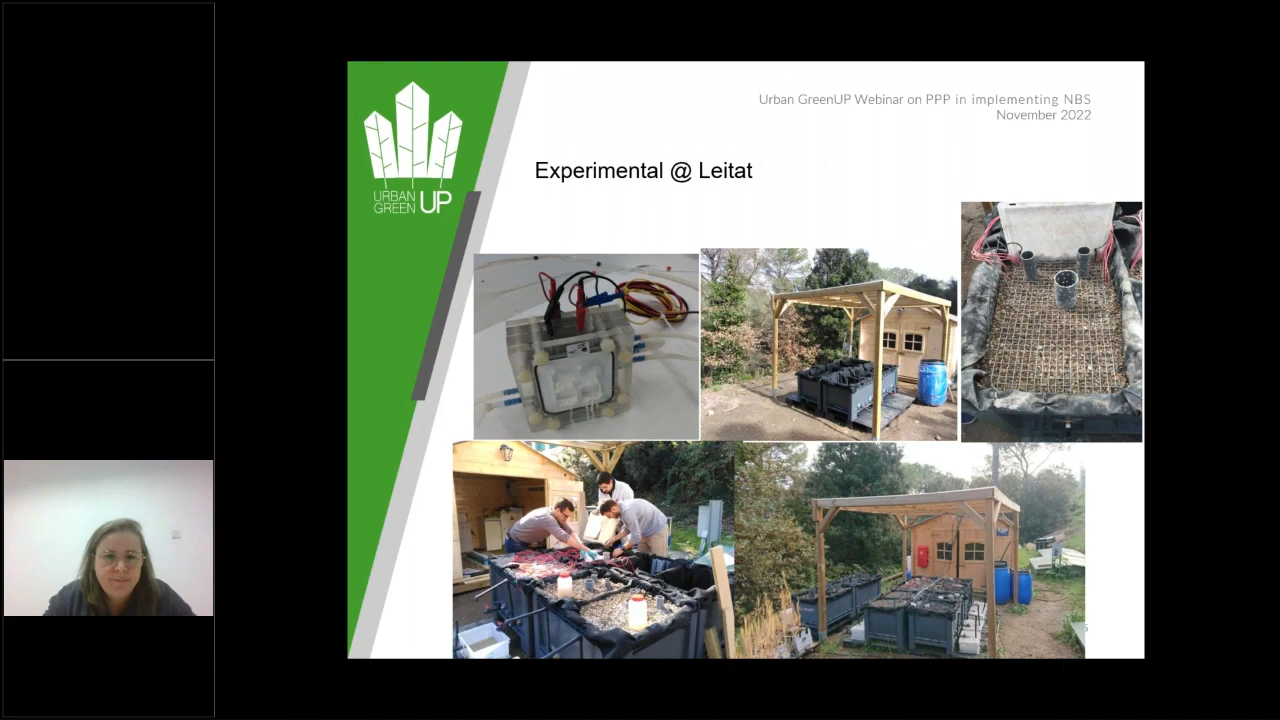 Urban GreenUP Webinar on PPP in implementing NBS
November 2022
URBAN
GREEN UP
Experimental @ Leitat